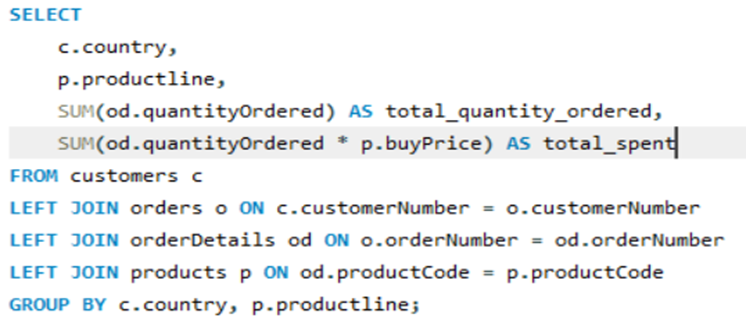 SELECT
    c.country,
    p.productline,
    SUM(od.quantityOrdered) AS total_quantity_ordered,
    SUM(od.quantityOrdered * p.buyPrice) AS total_spent
FROM customers c
LEFT JOIN orders o ON c.customerNumber = o.customerNumber
LEFT JOIN orderDetails od ON o.orderNumber = od.orderNumber
LEFT JOIN products p ON od.productCode = p.productCode
GROUP BY c.country, p.productline;